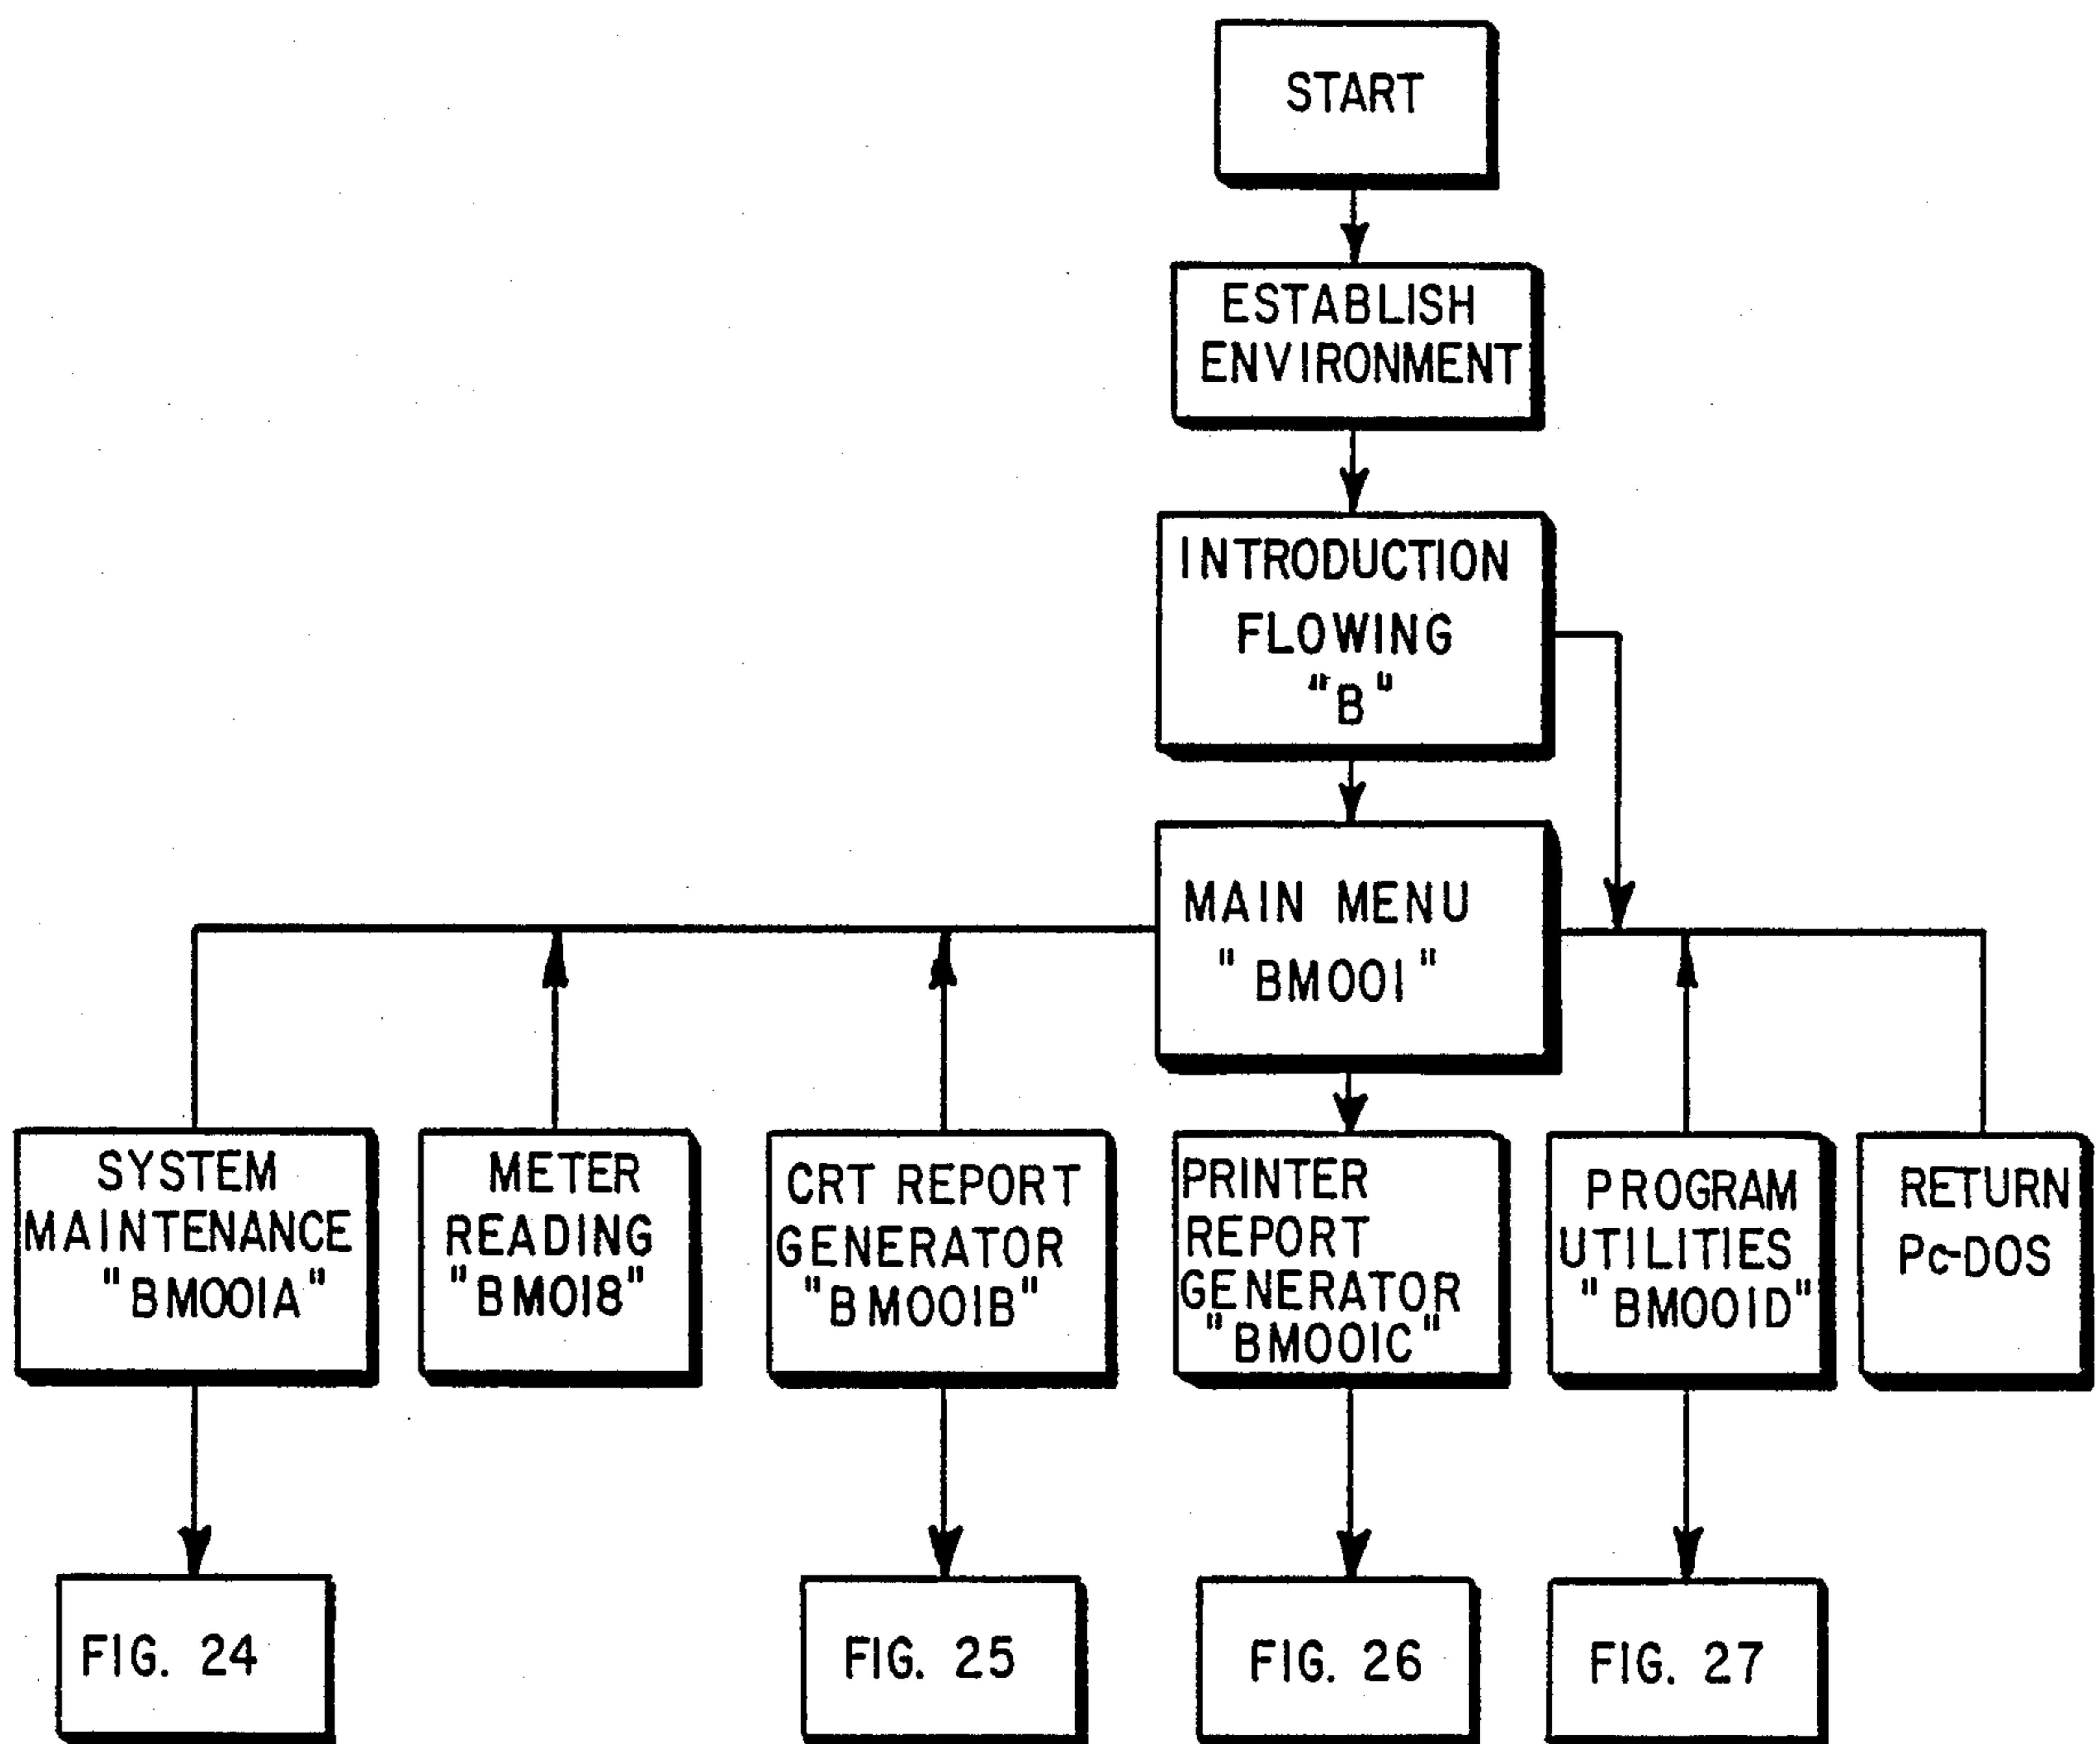 START
ESTABLISH
ENVIRONMENT
INTRODUCTION
FLOWING
"B"
MAIN MENU
"BM001"
SYSTEM
MAINTENANCE
"BM001A"
METER
READING
"BM018"
CRT REPORT
GENERATOR
"BM001B"
PRINTER
REPORT
GENERATOR
"BM001C"
PROGRAM
UTILITIES
"BM001D"
RETURN
Pc-DOS
FIG. 24
FIG. 25
FIG. 26
FIG. 27